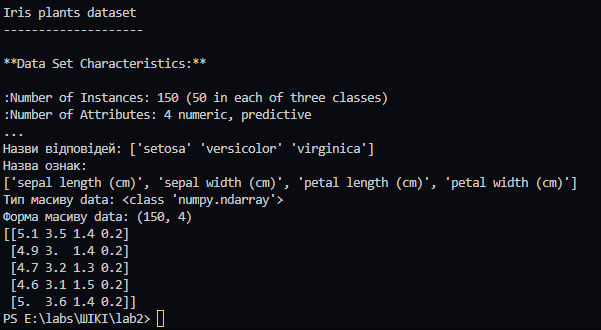 Iris plants dataset
--------------------
**Data Set Characteristics:**
:Number of Instances: 150 (50 in each of three classes)
:Number of Attributes: 4 numeric, predictive
...
Назви відповідей: ['setosa' 'versicolor' 'virginica']
Назва ознак:
['sepal length (cm)', 'sepal width (cm)', 'petal length (cm)', 'petal width (cm)']
Тип масиву data: <class 'numpy.ndarray'>
Форма масиву data: (150, 4)
[[5.1 3.5 1.4 0.2]
 [4.9 3.  1.4 0.2]
 [4.7 3.2 1.3 0.2]
 [4.6 3.1 1.5 0.2]
 [5.  3.6 1.4 0.2]]
PS E:\labs\ШІКІ\lab2>